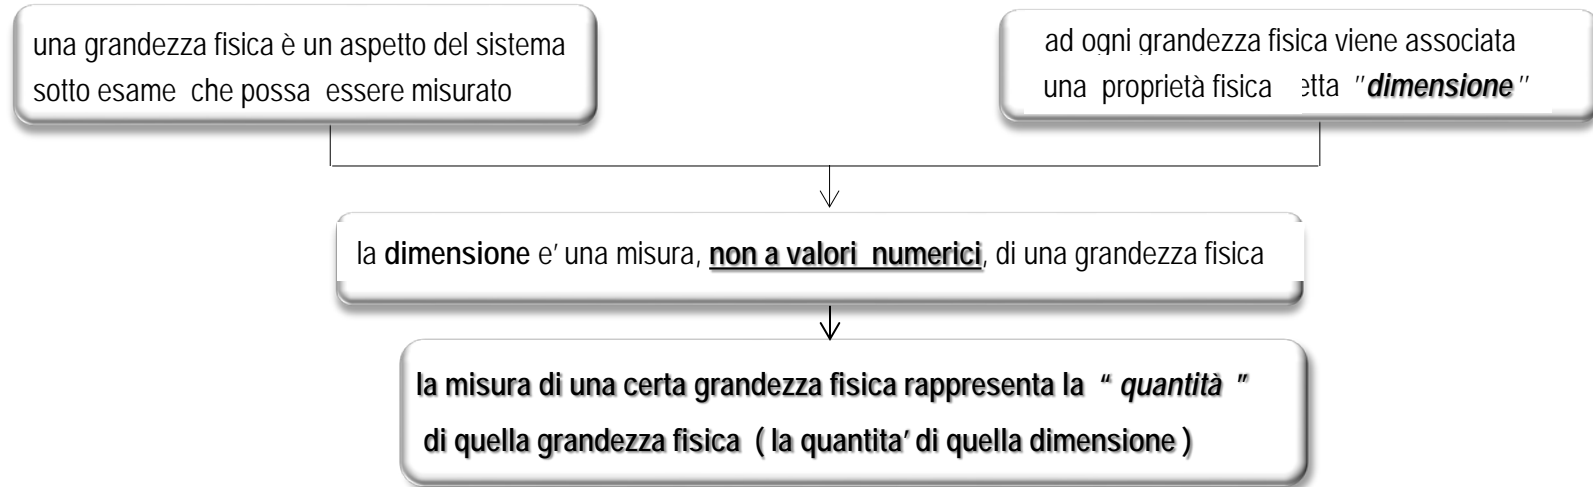 una grandezza fisica è un aspetto del sistema
sotto esame che possa essere misurato
ad ogni grandezza fisica viene associata
una proprietà fisica etta "dimensione"
la dimensione e' una misura, non a valori numerici, di una grandezza fisica
la misura di una certa grandezza fisica rappresenta la " quantità "
di quella grandezza fisica ( la quantita' di quella dimensione )